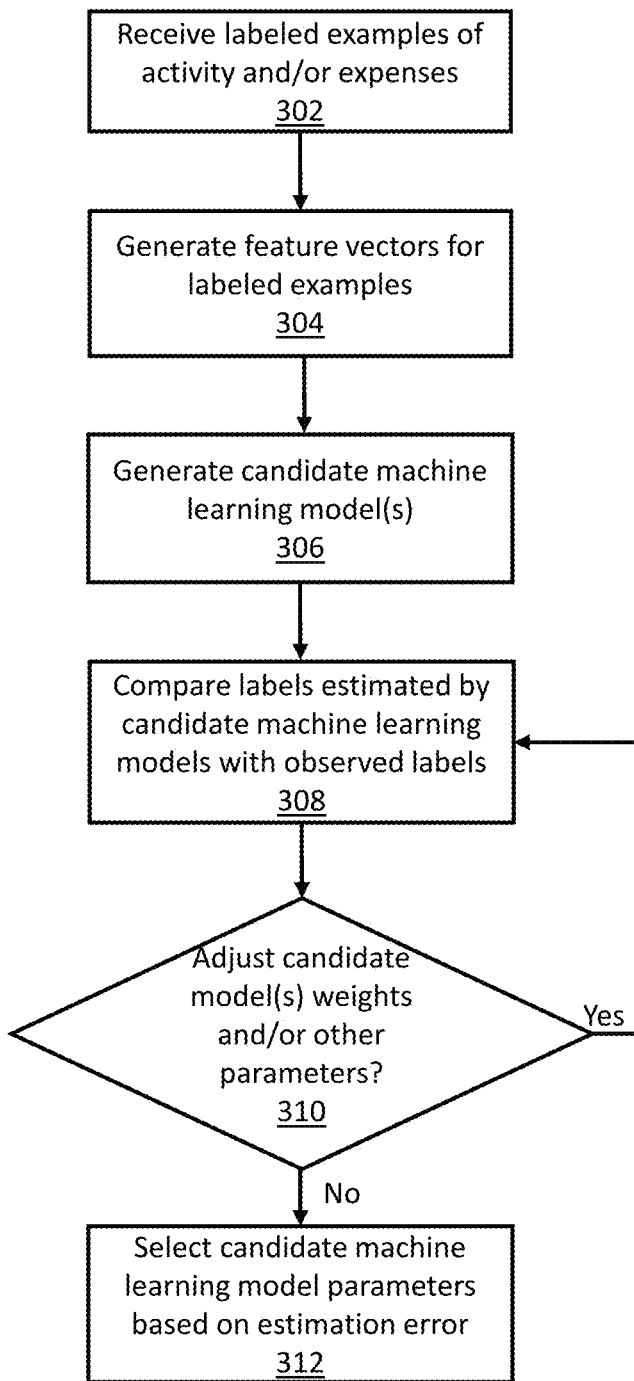 Receive labeled examples of
activity and/or expenses
302
Generate feature vectors for
labeled examples
304
Generate candidate machine
learning model(s)
306
Compare labels estimated by
candidate machine learning
models with observed labels
308
Adjust candidate
model(s) weights
and/or other
parameters?
310
Yes
No
Select candidate machine
learning model parameters
based on estimation error
312